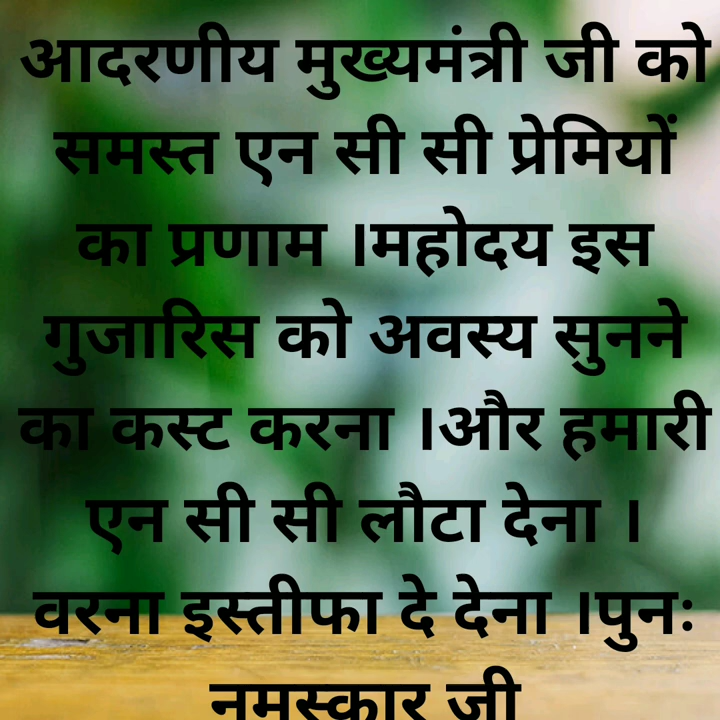 आदरणीय मुख्यमंत्री जी को
समस्त एन सी सी प्रेमियों
का प्रणाम ।महोदय इस
गुजारिस को अवस्य सुनने
का कस्ट करना ।और हमारी
एन सी सी लौटा देना ।
वरना इस्तीफा दे देना ।पुनः
नमस्कार जी